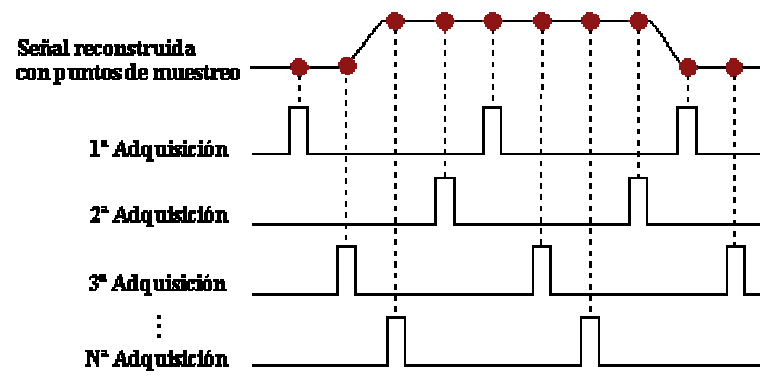 Señal reconstruida
con puntos de muestreo
1ª Adquisición
2ª Adquisición
3ª Adquisición
⋮
Nª Adquisición